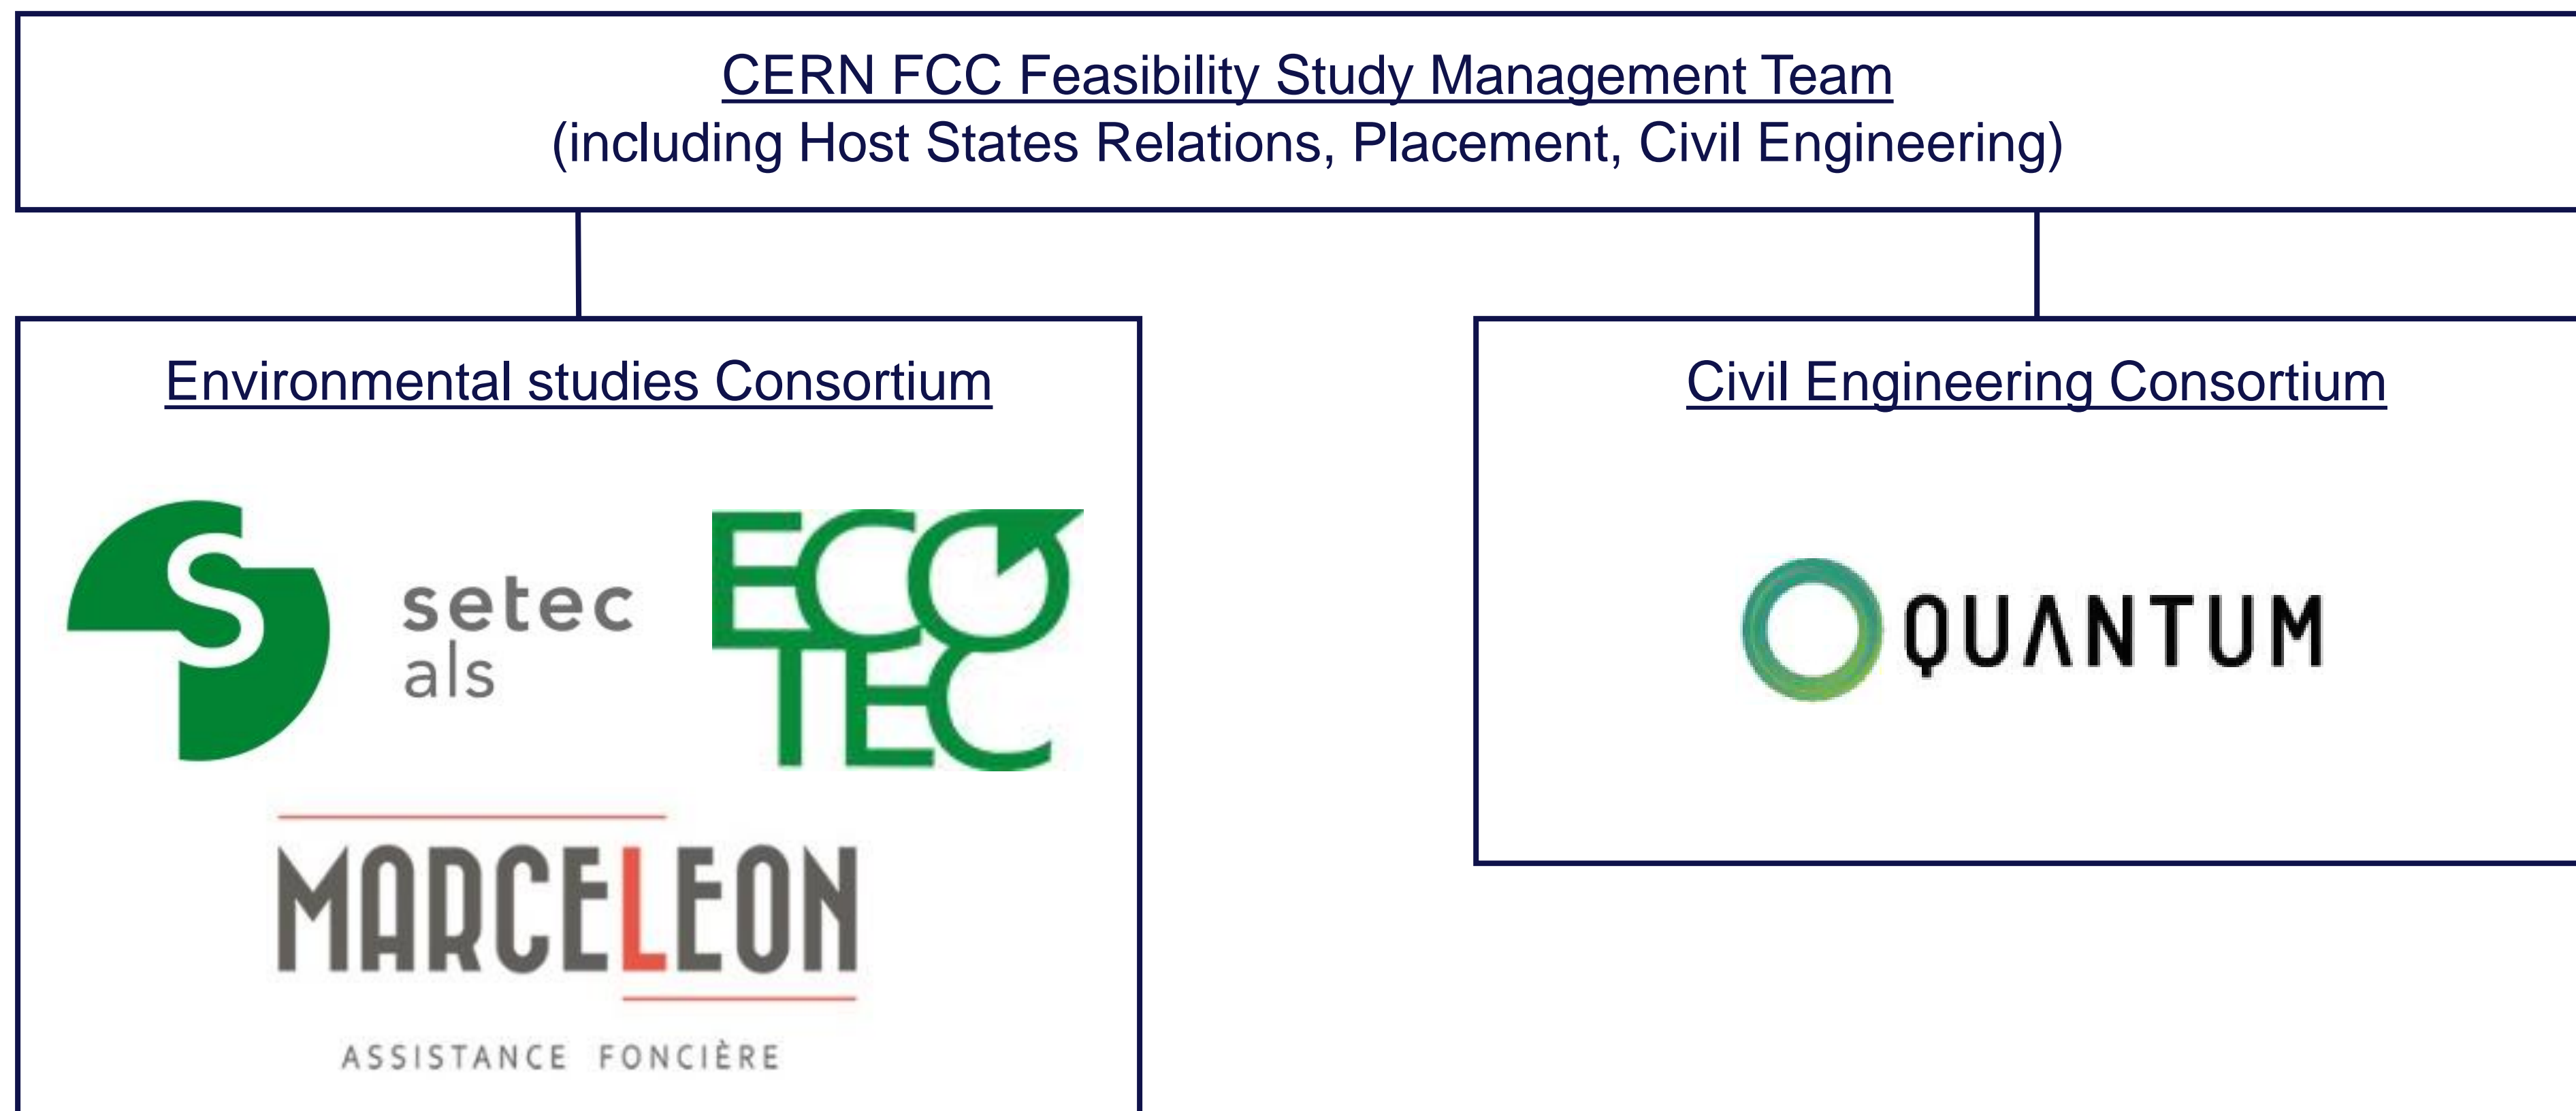 CERN FCC Feasibility Study Management Team
(including Host States Relations, Placement, Civil Engineering)
Environmental studies Consortium
S
setec
als
ECO
TEC
MARCELEON
ASSISTANCE FONCIÈRE
Civil Engineering Consortium
QUANTUM